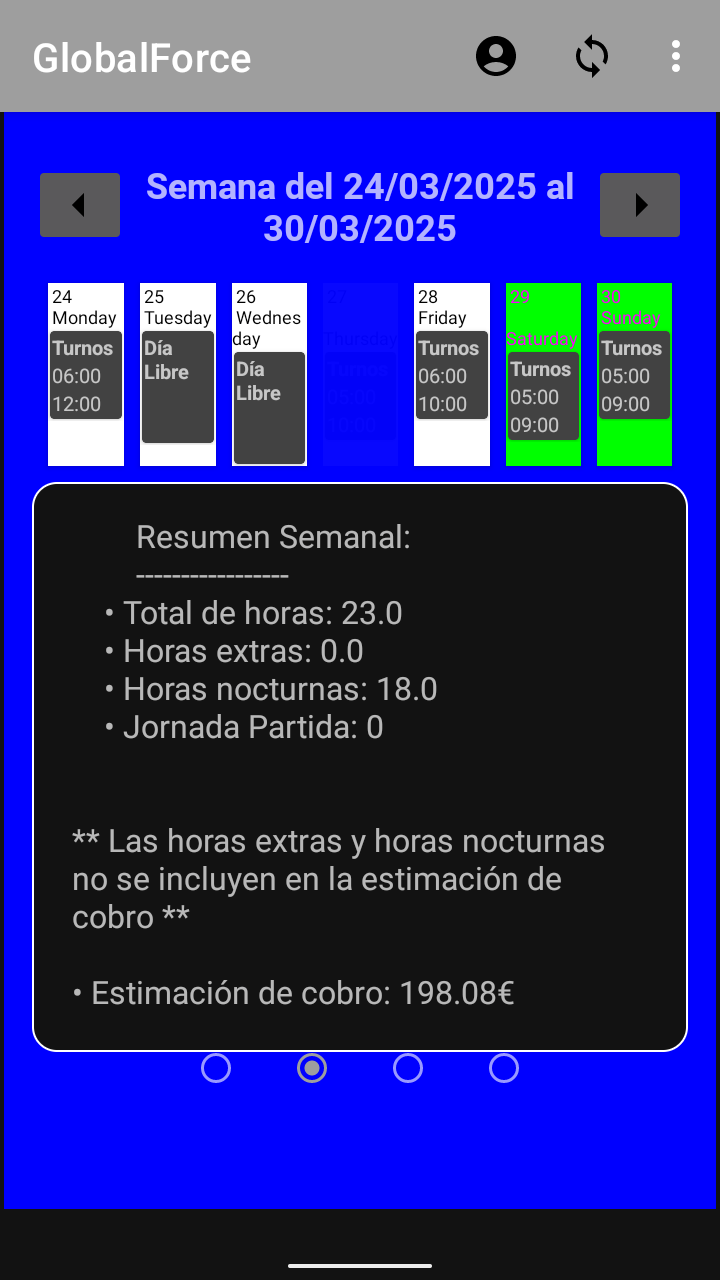 GlobalForce
Semana del 24/03/2025 al
30/03/2025
24
Monday
Turnos
06:00
12:00
25
Tuesday
Día
Libre
26
Wednes
day
Día
Libre
27
Thursday
Turnos
05:00
10:00
28
Friday
Turnos
06:00
10:00
29
Saturday
Turnos
05:00
09:00
30
Sunday
Turnos
05:00
09:00
Resumen Semanal:
-----------------
• Total de horas: 23.0
• Horas extras: 0.0
• Horas nocturnas: 18.0
• Jornada Partida: 0
** Las horas extras y horas nocturnas
no se incluyen en la estimación de
cobro **
• Estimación de cobro: 198.08€